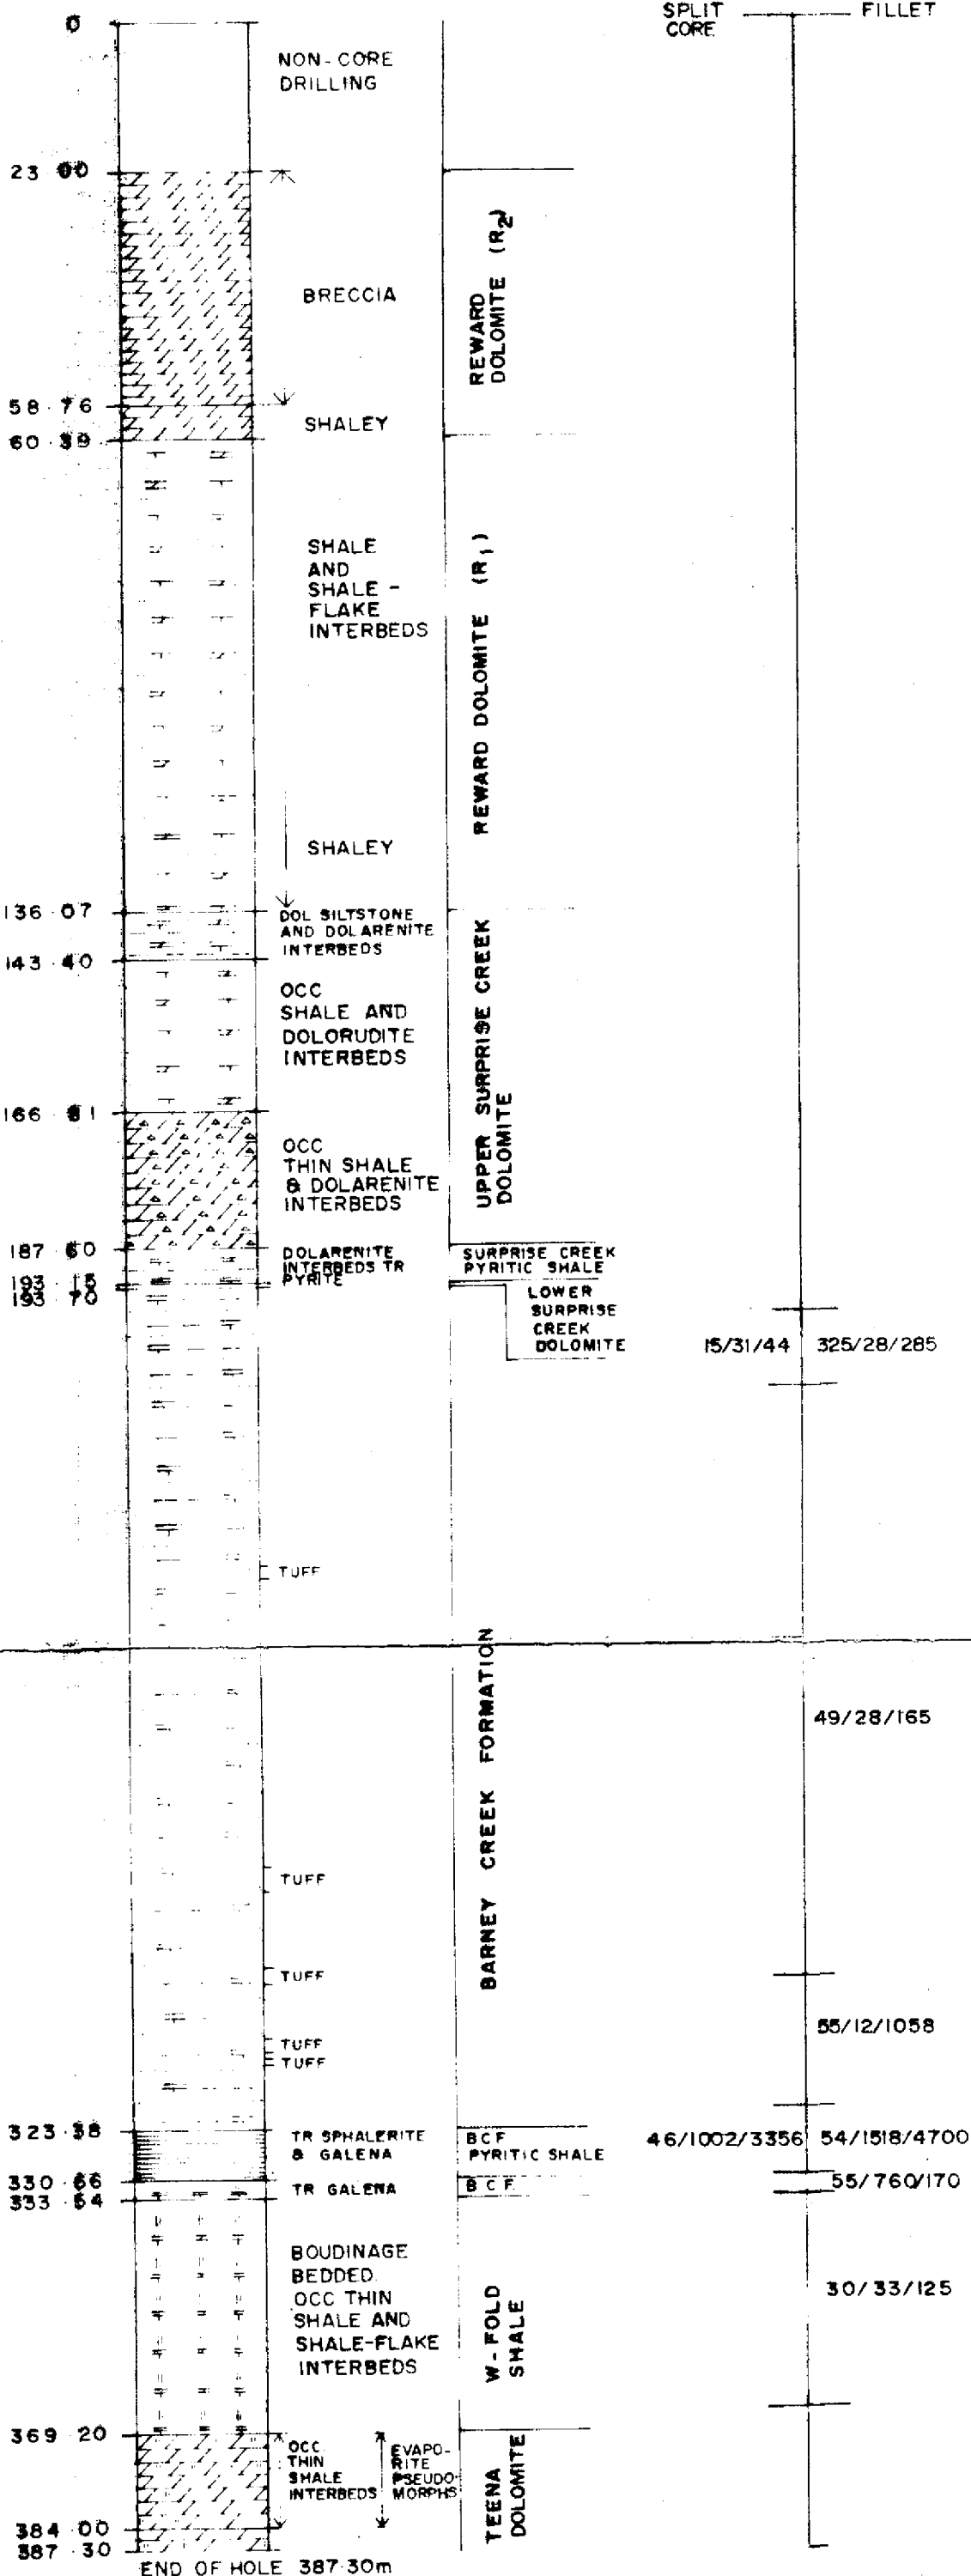 SPLIT CORE
FILLET
0
NON-CORE
DRILLING
23·00
BRECCIA
REWARD
DOLOMITE (R2)
58·76
SHALEY
60·39
SHALE
AND
SHALE-
FLAKE
INTERBEDS
REWARD DOLOMITE (R1)
SHALEY
136·07
DOL SILTSTONE
AND DOLARENITE
INTERBEDS
143·40
OCC
SHALE AND
DOLORUDITE
INTERBEDS
UPPER SURPRISE CREEK
DOLOMITE
166·81
OCC
THIN SHALE
& DOLARENITE
INTERBEDS
187·60
DOLARENITE
INTERBEDS TR
PYRITE
SURPRISE CREEK
PYRITIC SHALE
193·15
193·70
LOWER
SURPRISE
CREEK
DOLOMITE
15/31/44
325/28/285
TUFF
BARNEY CREEK FORMATION
49/28/165
TUFF
TUFF
55/12/1058
TUFF
TUFF
323·38
TR SPHALERITE
& GALENA
BCF
PYRITIC SHALE
46/1002/3356
54/1518/4700
330·66
TR GALENA
BCF
55/760/170
333·54
BOUDINAGE
BEDDED.
OCC THIN
SHALE AND
SHALE-FLAKE
INTERBEDS
W-FOLD
SHALE
30/33/125
369·20
OCC
THIN
SHALE
INTERBEDS
EVAPO-
RITE
PSEUDO-
MORPHS
TEENA
DOLOMITE
384·00
387·30
END OF HOLE 387·30m